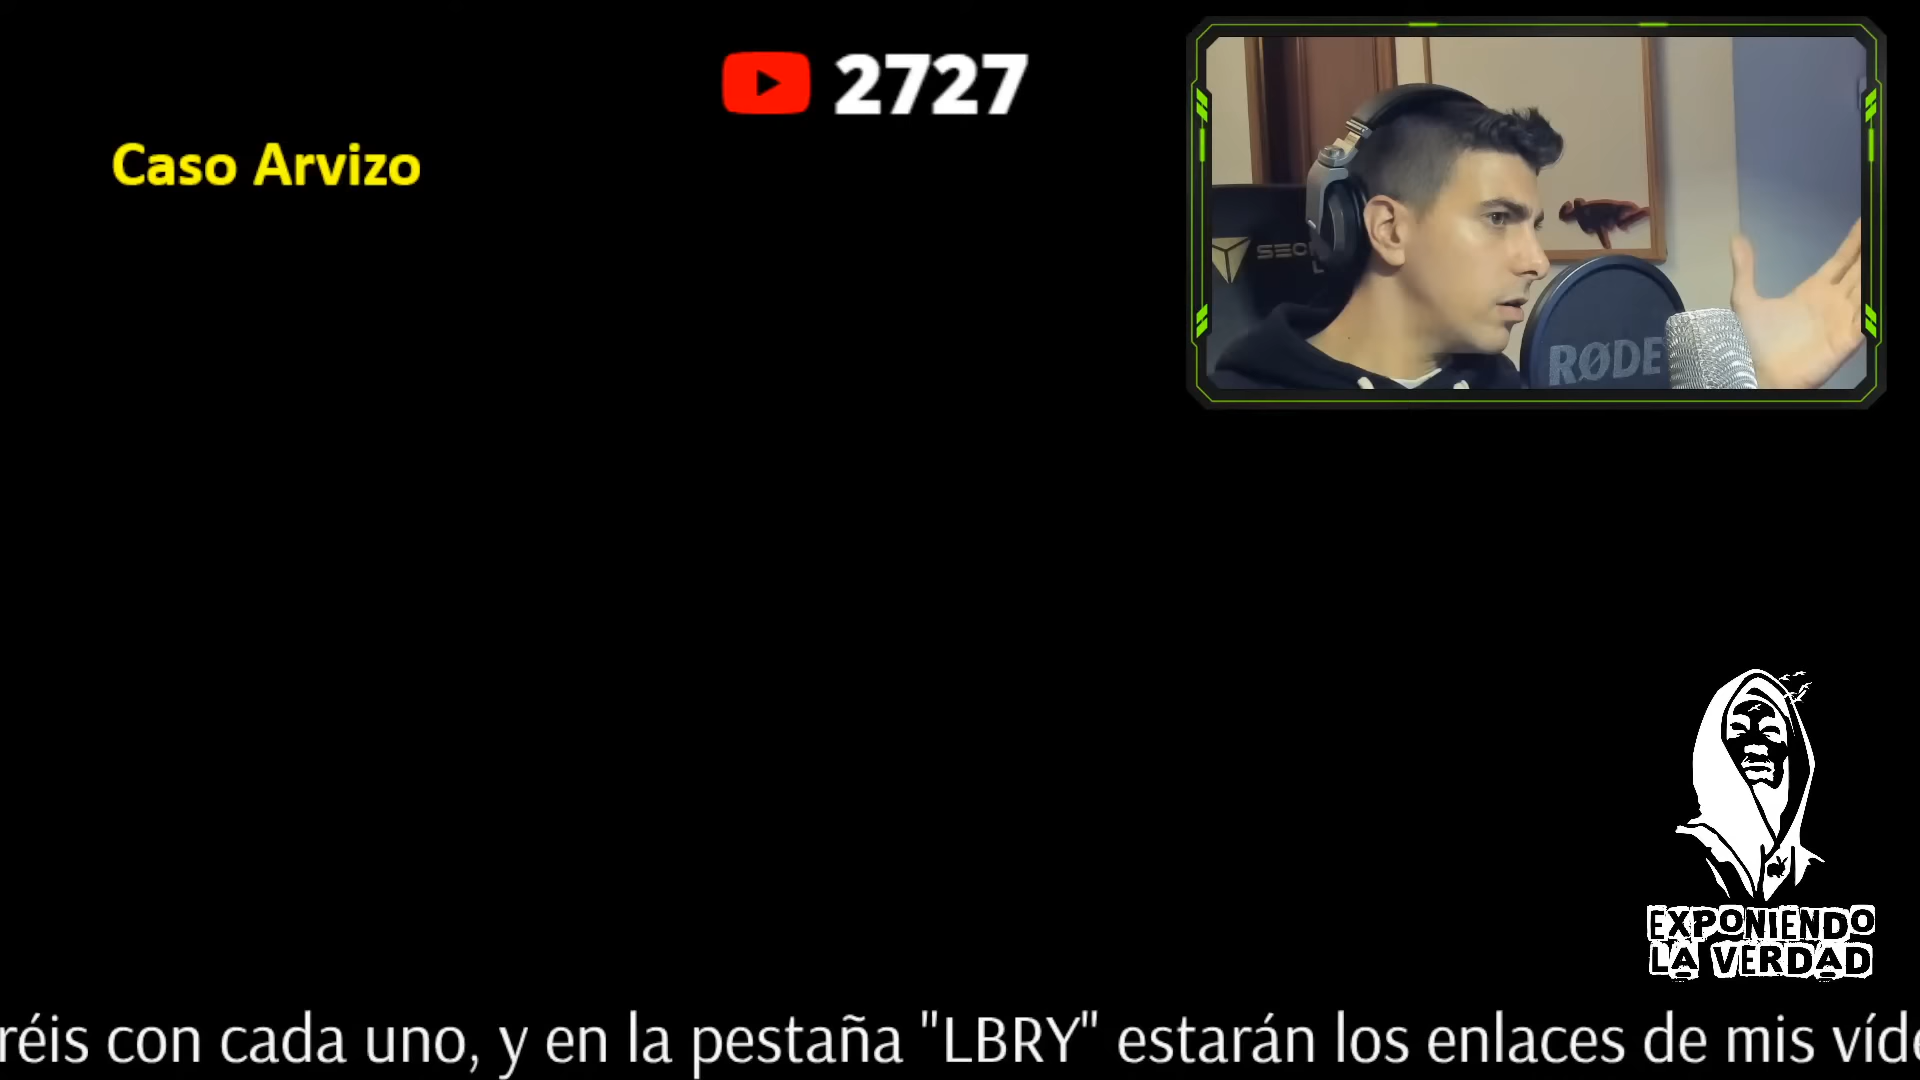 2727
Caso Arvizo
SEC
RØDE
EXPONIENDO
LA VERDAD
réis con cada uno, y en la pestaña "LBRY" estarán los enlaces de mis víde